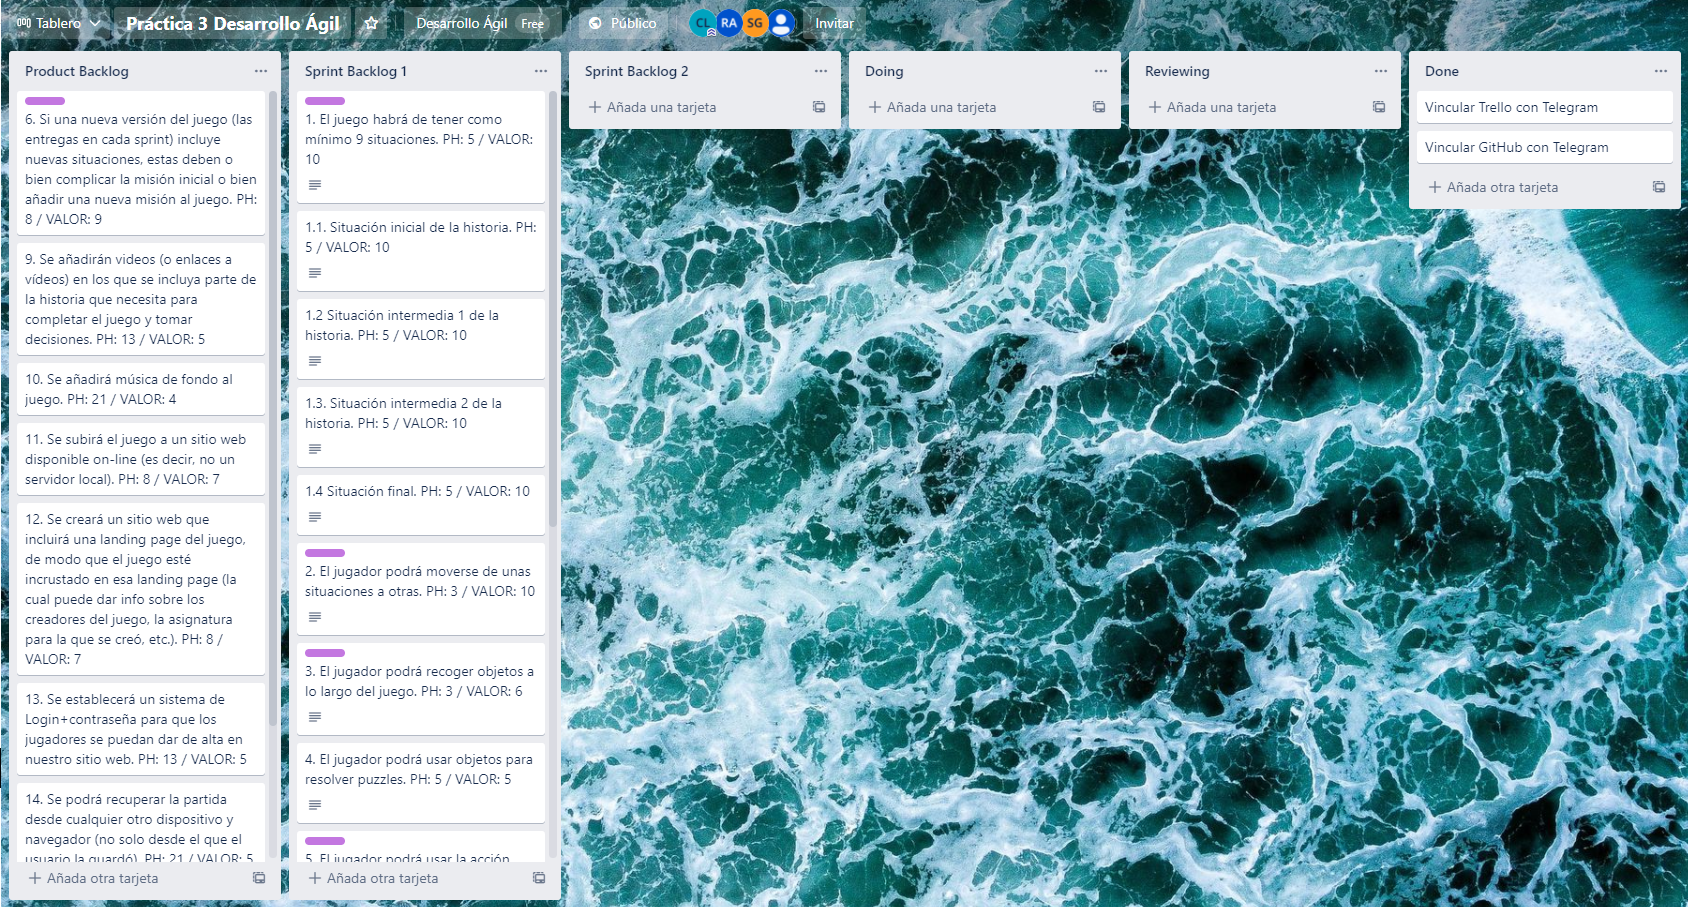 Tablero
Práctica 3 Desarrollo Ágil
Desarrollo Ágil Free
Público
CL
RA
SG
Invitar
Product Backlog
6. Si una nueva versión del juego (las
entregas en cada sprint) incluye
nuevas situaciones, estas deben o
bien complicar la misión inicial o bien
añadir una nueva misión al juego. PH:
8 / VALOR: 9
9. Se añadirán videos (o enlaces a
vídeos) en los que se incluya parte de
la historia que necesita para
completar el juego y tomar
decisiones. PH: 13 / VALOR: 5
10. Se añadirá música de fondo al
juego. PH: 21 / VALOR: 4
11. Se subirá el juego a un sitio web
disponible on-line (es decir, no un
servidor local). PH: 8 / VALOR: 7
12. Se creará un sitio web que
incluirá una landing page del juego,
de modo que el juego esté
incrustado en esa landing page (la
cual puede dar info sobre los
creadores del juego, la asignatura
para la que se creó, etc.). PH: 8 /
VALOR: 7
13. Se establecerá un sistema de
Login+contraseña para que los
jugadores se puedan dar de alta en
nuestro sitio web. PH: 13 / VALOR: 5
14. Se podrá recuperar la partida
desde cualquier otro dispositivo y
navegador (no solo desde el que el
usuario la guardó). PH: 21 / VALOR: 5
Añada otra tarjeta
Sprint Backlog 1
1. El juego habrá de tener como
mínimo 9 situaciones. PH: 5 / VALOR:
10
1.1. Situación inicial de la historia. PH:
5 / VALOR: 10
1.2 Situación intermedia 1 de la
historia. PH: 5 / VALOR: 10
1.3. Situación intermedia 2 de la
historia. PH: 5 / VALOR: 10
1.4 Situación final. PH: 5 / VALOR: 10
2. El jugador podrá moverse de unas
situaciones a otras. PH: 3 / VALOR: 10
3. El jugador podrá recoger objetos a
lo largo del juego. PH: 3 / VALOR: 6
4. El jugador podrá usar objetos para
resolver puzzles. PH: 5 / VALOR: 5
5. El jugador podrá usar la acción
Añada otra tarjeta
Sprint Backlog 2
Añada una tarjeta
Doing
Añada una tarjeta
Reviewing
Añada una tarjeta
Done
Vincular Trello con Telegram
Vincular GitHub con Telegram
Añada otra tarjeta